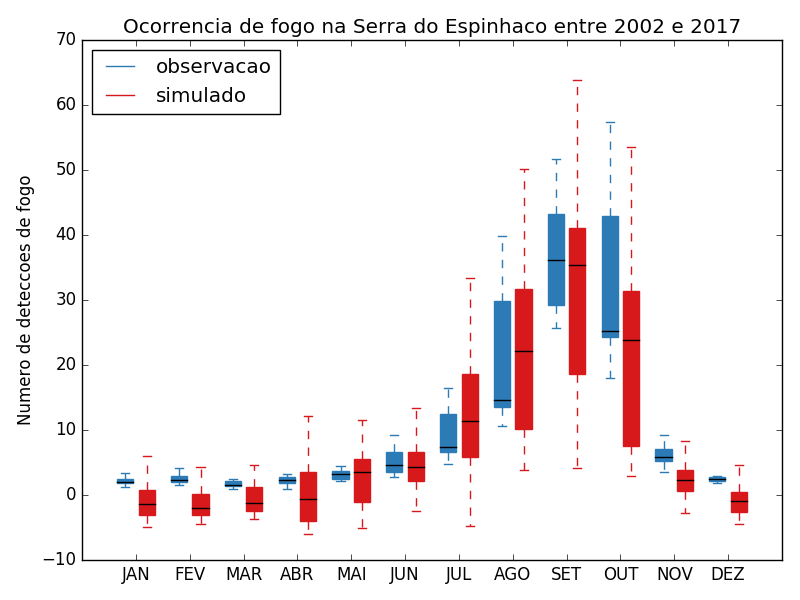 Ocorrencia de fogo na Serra do Espinhaco entre 2002 e 2017
70
60
50
40
30
20
10
0
−10
Numero de deteccoes de fogo
observacao
simulado
JAN FEV MAR ABR MAI JUN JUL AGO SET OUT NOV DEZ